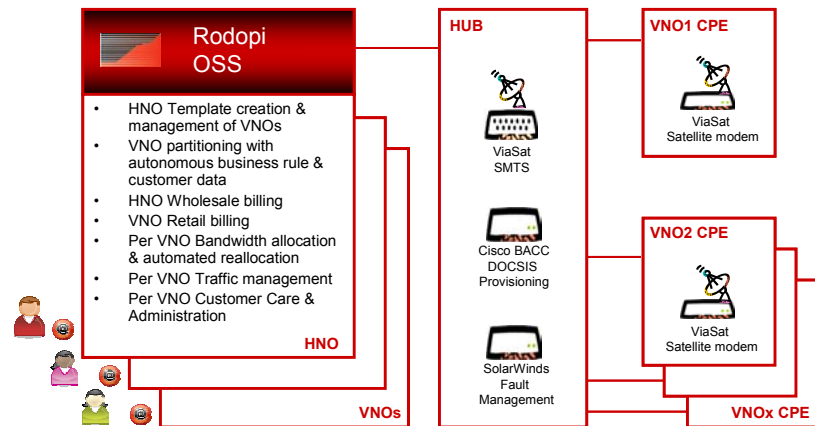 Rodopi
OSS
• HNO Template creation &
management of VNOs
• VNO partitioning with
autonomous business rule &
customer data
• HNO Wholesale billing
• VNO Retail billing
• Per VNO Bandwidth allocation
& automated reallocation
• Per VNO Traffic management
• Per VNO Customer Care &
Administration
HNO
VNOs
HUB
ViaSat
SMTS
Cisco BACC
DOCSIS
Provisioning
SolarWinds
Fault
Management
VNO1 CPE
ViaSat
Satellite modem
VNO2 CPE
ViaSat
Satellite modem
VNOx CPE